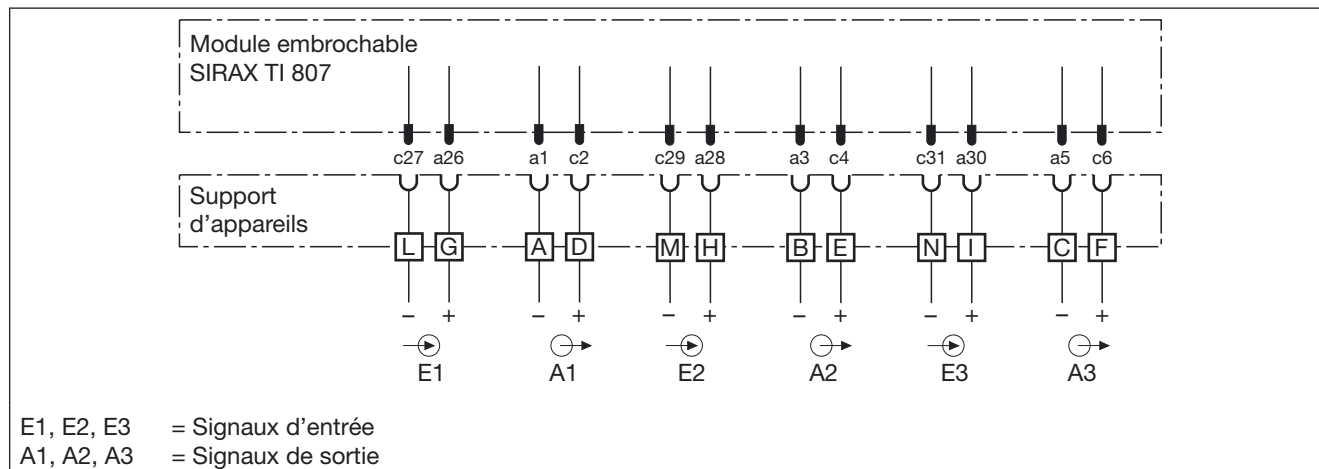 Module embrochable
SIRAX TI 807
c27 a26 a1 c2 c29 a28 a3 c4 c31 a30 a5 c6
Support
d’appareils
L G A D M H B E N I C F
– + – + – + – + – + – +
E1 A1 E2 A2 E3 A3
E1, E2, E3 = Signaux d’entrée
A1, A2, A3 = Signaux de sortie